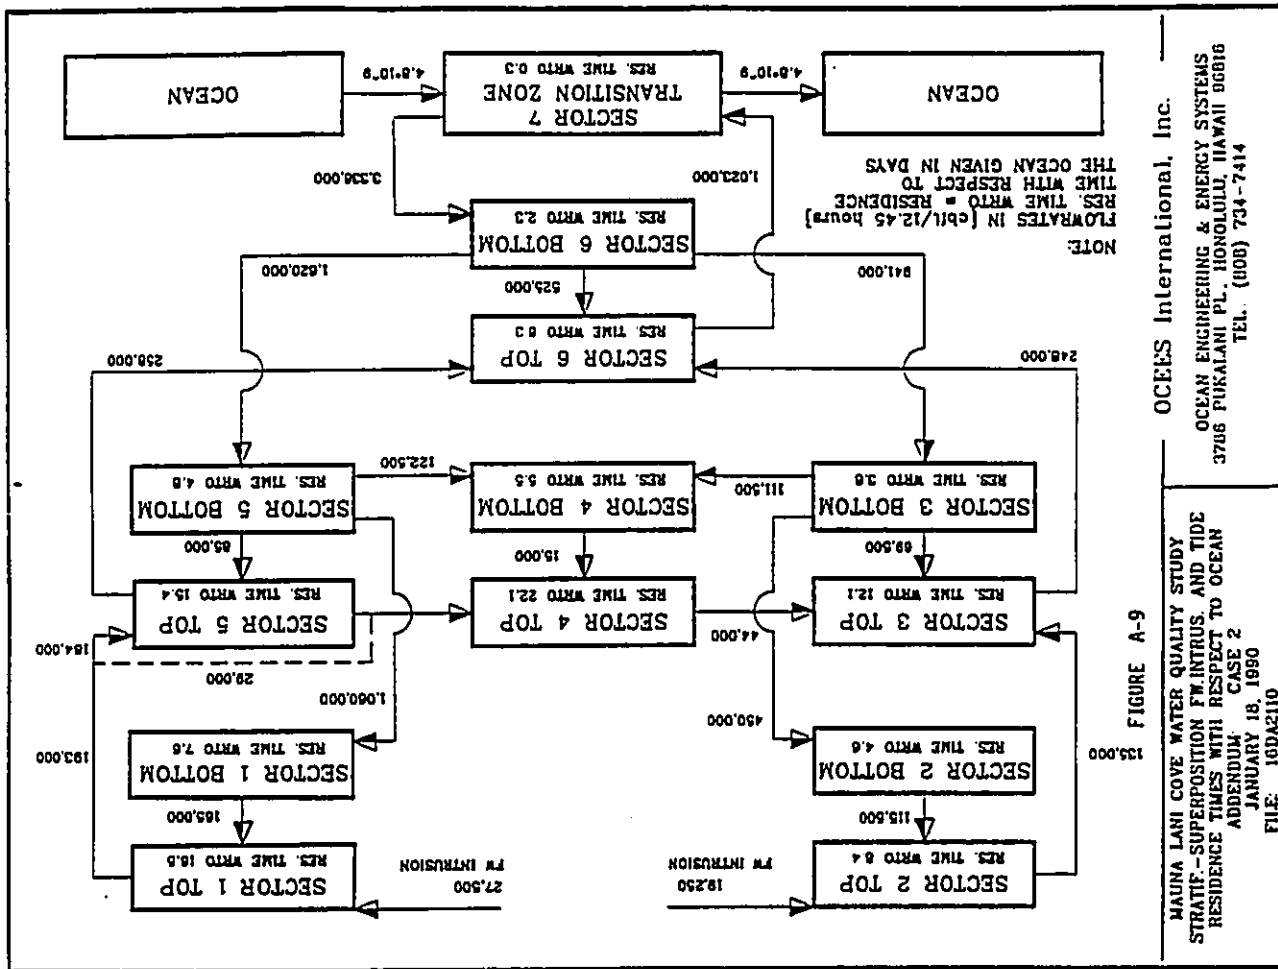 FW INTRUSION
19,250
27,500
FW INTRUSION
SECTOR 2 TOP
RES. TIME WRTO 8.4
SECTOR 1 TOP
RES. TIME WRTO 16.5
115,500
165,000
SECTOR 2 BOTTOM
RES. TIME WRTO 4.6
SECTOR 1 BOTTOM
RES. TIME WRTO 7.6
135,000
450,000
1,060,000
193,000
44,000
29,000
164,000
SECTOR 3 TOP
RES. TIME WRTO 12.1
SECTOR 4 TOP
RES. TIME WRTO 22.1
SECTOR 5 TOP
RES. TIME WRTO 15.4
69,500
15,000
85,000
SECTOR 3 BOTTOM
RES. TIME WRTO 3.6
SECTOR 4 BOTTOM
RES. TIME WRTO 5.5
SECTOR 5 BOTTOM
RES. TIME WRTO 4.8
111,500
122,500
248,000
258,000
SECTOR 6 TOP
RES. TIME WRTO 6.3
941,000
525,000
1,620,000
SECTOR 6 BOTTOM
RES. TIME WRTO 2.3
1,023,000
3,336,000
NOTE:
FLOWRATES IN [cbft/12.45 hours]
RES. TIME WRTO = RESIDENCE
TIME WITH RESPECT TO
THE OCEAN GIVEN IN DAYS
OCEAN
4.8*10^9
SECTOR 7
TRANSITION ZONE
RES. TIME WRTO 0.3
4.8*10^9
OCEAN
FIGURE A-9
MAUNA LANI COVE WATER QUALITY STUDY
STRATIF.-SUPERPOSITION FW.INTRUS. AND TIDE
RESIDENCE TIMES WITH RESPECT TO OCEAN
ADDENDUM: CASE 2
JANUARY 18, 1990
FILE: 16DA2110
OCEES International, Inc.
OCEAN ENGINEERING & ENERGY SYSTEMS
3786 PUKALANI PL., HONOLULU, HAWAII 96816
TEL. (808) 734-7414